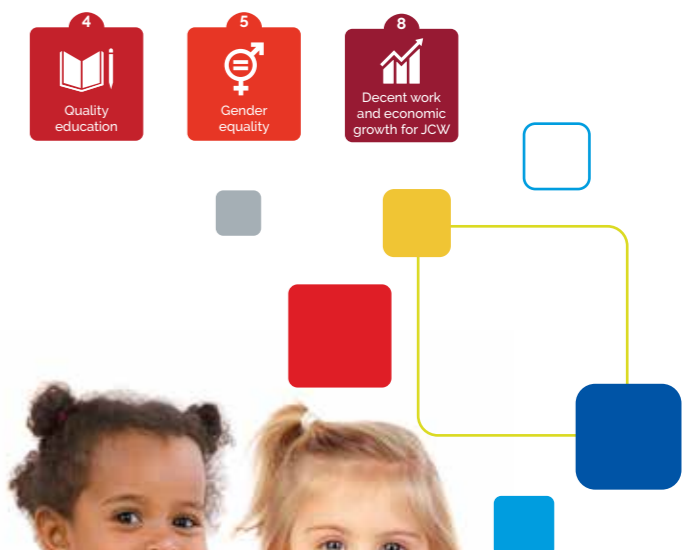 4
Quality
education
5
Gender
equality
8
Decent work
and economic
growth for JCW